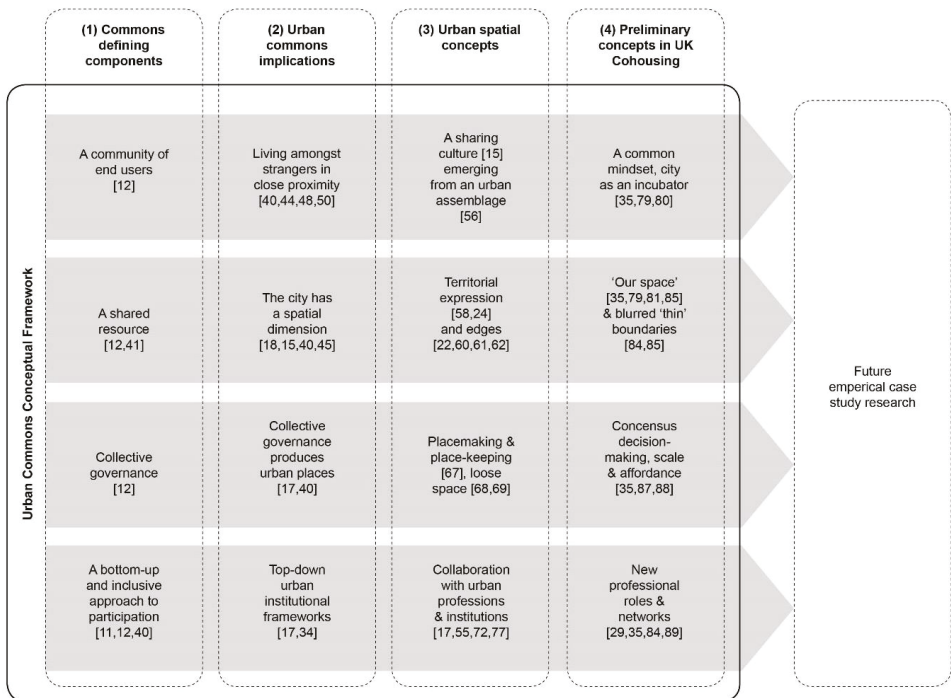 (1) Commons
defining
components
(2) Urban
commons
implications
(3) Urban spatial
concepts
(4) Preliminary
concepts in UK
Cohousing
Urban Commons Conceptual Framework
A community of
end users
[12]
Living amongst
strangers in
close proximity
[40,44,48,50]
A sharing
culture [15]
emerging
from an urban
assemblage
[56]
A common
mindset, city
as an incubator
[35,79,80]
A shared
resource
[12,41]
The city has
a spatial
dimension
[18,15,40,45]
Territorial
expression
[58,24]
and edges
[22,60,61,62]
‘Our space’
[35,79,81,85]
& blurred ‘thin’
boundaries
[84,85]
Collective
governance
[12]
Collective
governance
produces
urban places
[17,40]
Placemaking &
place-keeping
[67], loose
space [68,69]
Concensus
decision-
making, scale
& affordance
[35,87,88]
A bottom-up
and inclusive
approach to
participation
[11,12,40]
Top-down
urban
institutional
frameworks
[17,34]
Collaboration
with urban
professions
& institutions
[17,55,72,77]
New
professional
roles &
networks
[29,35,84,89]
Future
emperical case
study research